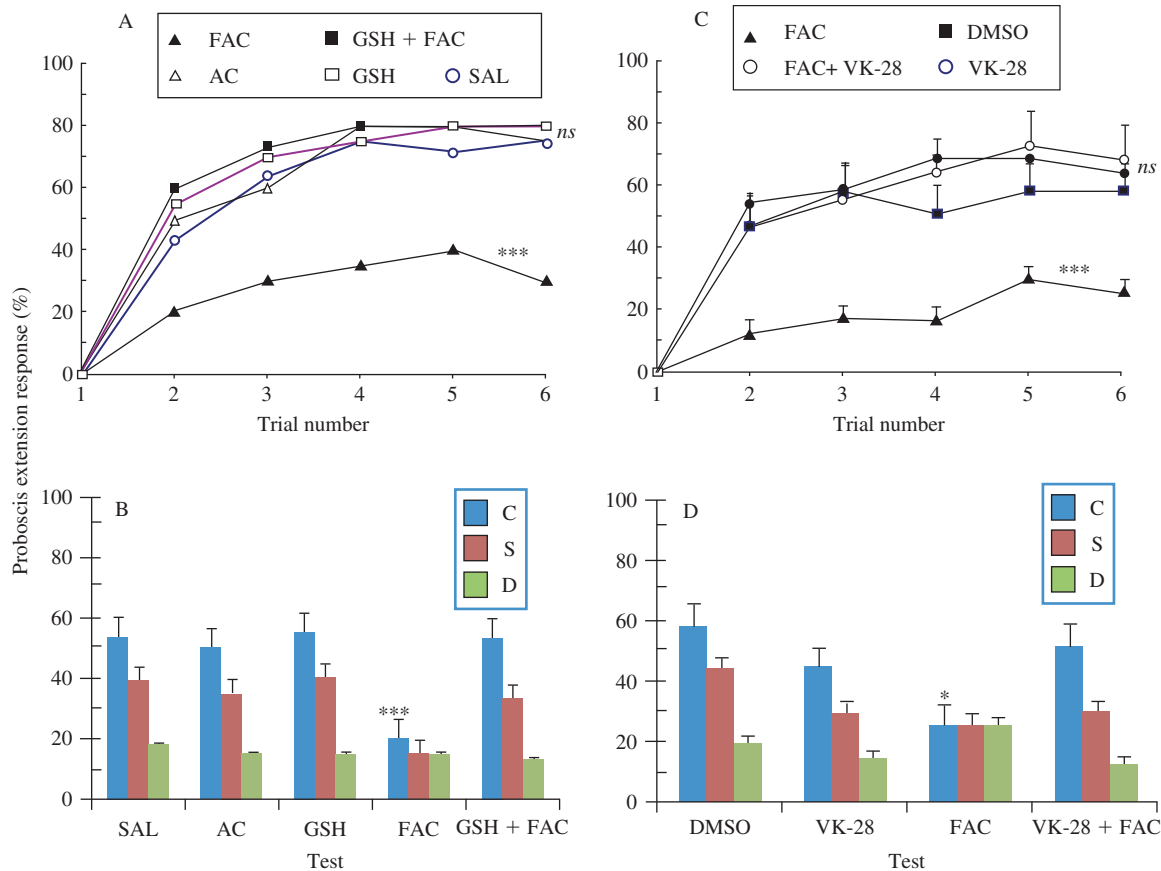 A
FAC
GSH + FAC
AC
GSH
SAL
100
80
60
40
20
0
ns
***
1 2 3 4 5 6
Trial number
C
FAC
DMSO
FAC+ VK-28
VK-28
100
80
60
40
20
0
ns
***
1 2 3 4 5 6
Trial number
Proboscis extension response (%)
B
C
S
D
100
80
60
40
20
0
***
SAL AC GSH FAC GSH + FAC
Test
D
C
S
D
100
80
60
40
20
0
*
DMSO VK-28 FAC VK-28 + FAC
Test